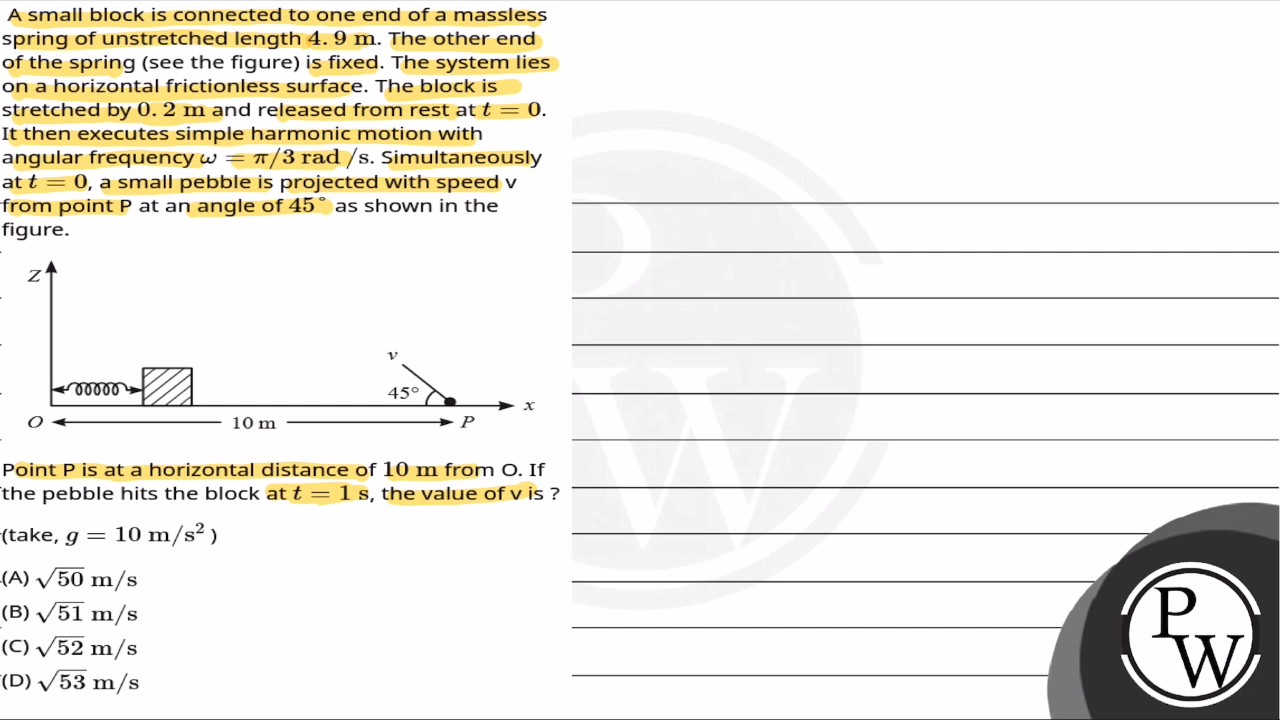 A small block is connected to one end of a massless
spring of unstretched length 4.9 m. The other end
of the spring (see the figure) is fixed. The system lies
on a horizontal frictionless surface. The block is
stretched by 0.2 m and released from rest at t = 0.
It then executes simple harmonic motion with
angular frequency ω = π/3 rad /s. Simultaneously
at t = 0, a small pebble is projected with speed v
from point P at an angle of 45° as shown in the
figure.
Z
v
45°
x
O
10 m
P
Point P is at a horizontal distance of 10 m from O. If
the pebble hits the block at t = 1 s, the value of v is ?
(take, g = 10 m/s² )
(A) √50 m/s
(B) √51 m/s
(C) √52 m/s
(D) √53 m/s
P
W
P
W